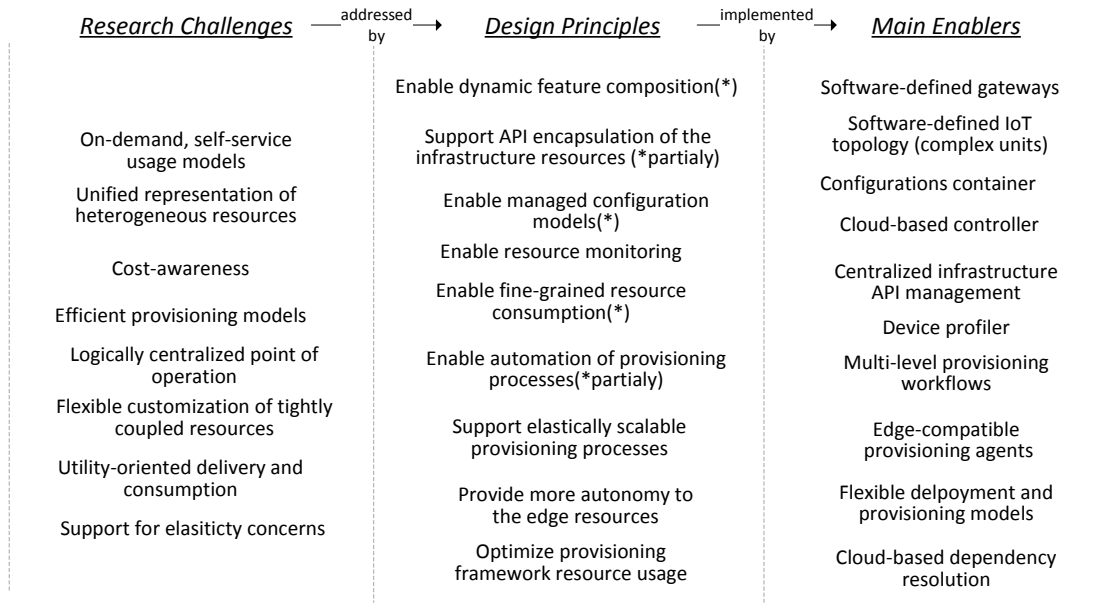 Research Challenges
addressed
by
Design Principles
implemented
by
Main Enablers
On-demand, self-service
usage models
Unified representation of
heterogeneous resources
Cost-awareness
Efficient provisioning models
Logically centralized point of
operation
Flexible customization of tightly
coupled resources
Utility-oriented delivery and
consumption
Support for elasiticty concerns
Enable dynamic feature composition(*)
Support API encapsulation of the
infrastructure resources (*partialy)
Enable managed configuration
models(*)
Enable resource monitoring
Enable fine-grained resource
consumption(*)
Enable automation of provisioning
processes(*partialy)
Support elastically scalable
provisioning processes
Provide more autonomy to
the edge resources
Optimize provisioning
framework resource usage
Software-defined gateways
Software-defined IoT
topology (complex units)
Configurations container
Cloud-based controller
Centralized infrastructure
API management
Device profiler
Multi-level provisioning
workflows
Edge-compatible
provisioning agents
Flexible delpoyment and
provisioning models
Cloud-based dependency
resolution